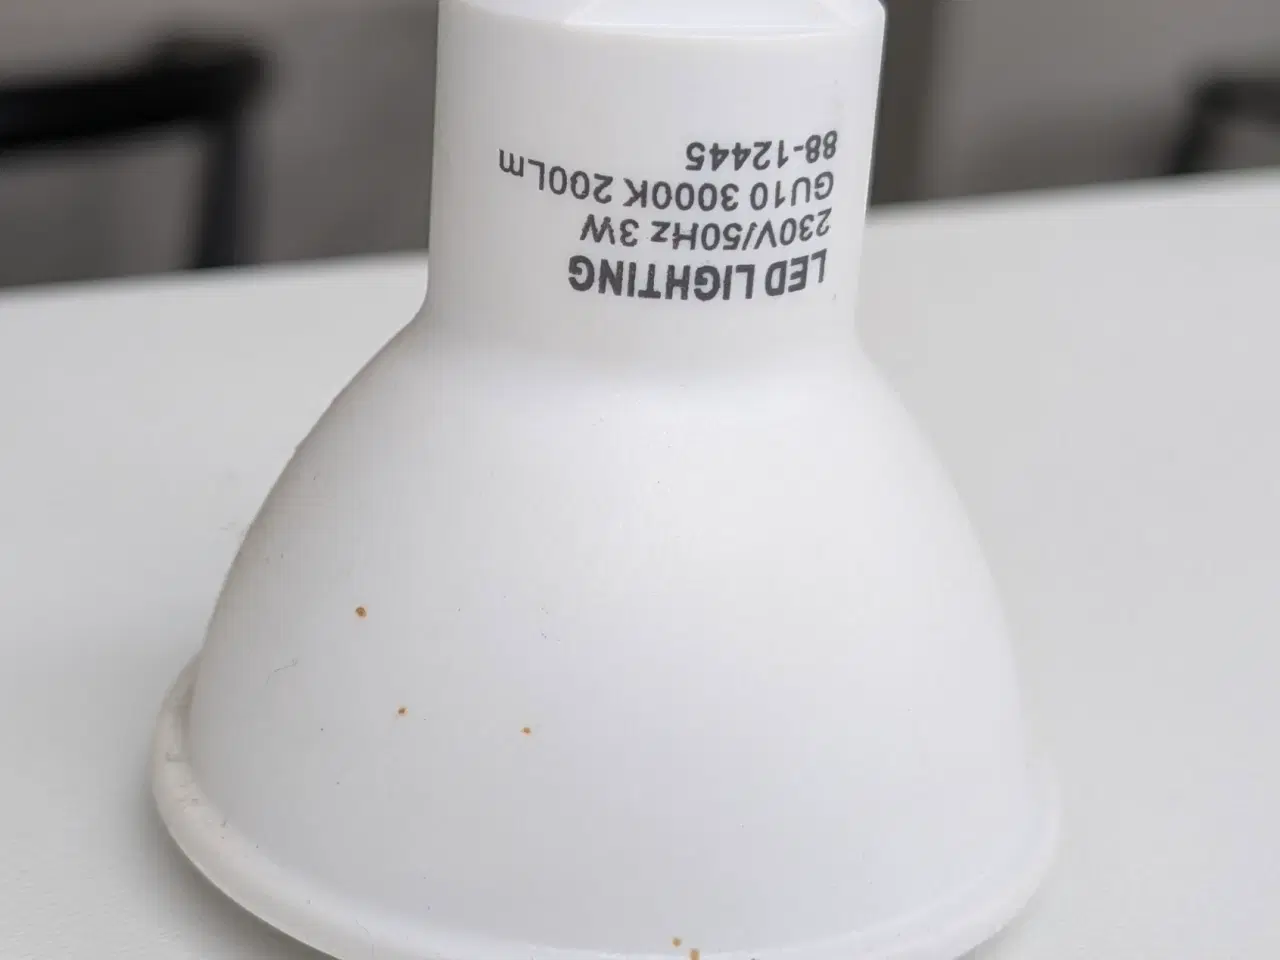 LED LIGHTING
230V/50Hz 3W
GU10 3000K 200Lm
88-12445